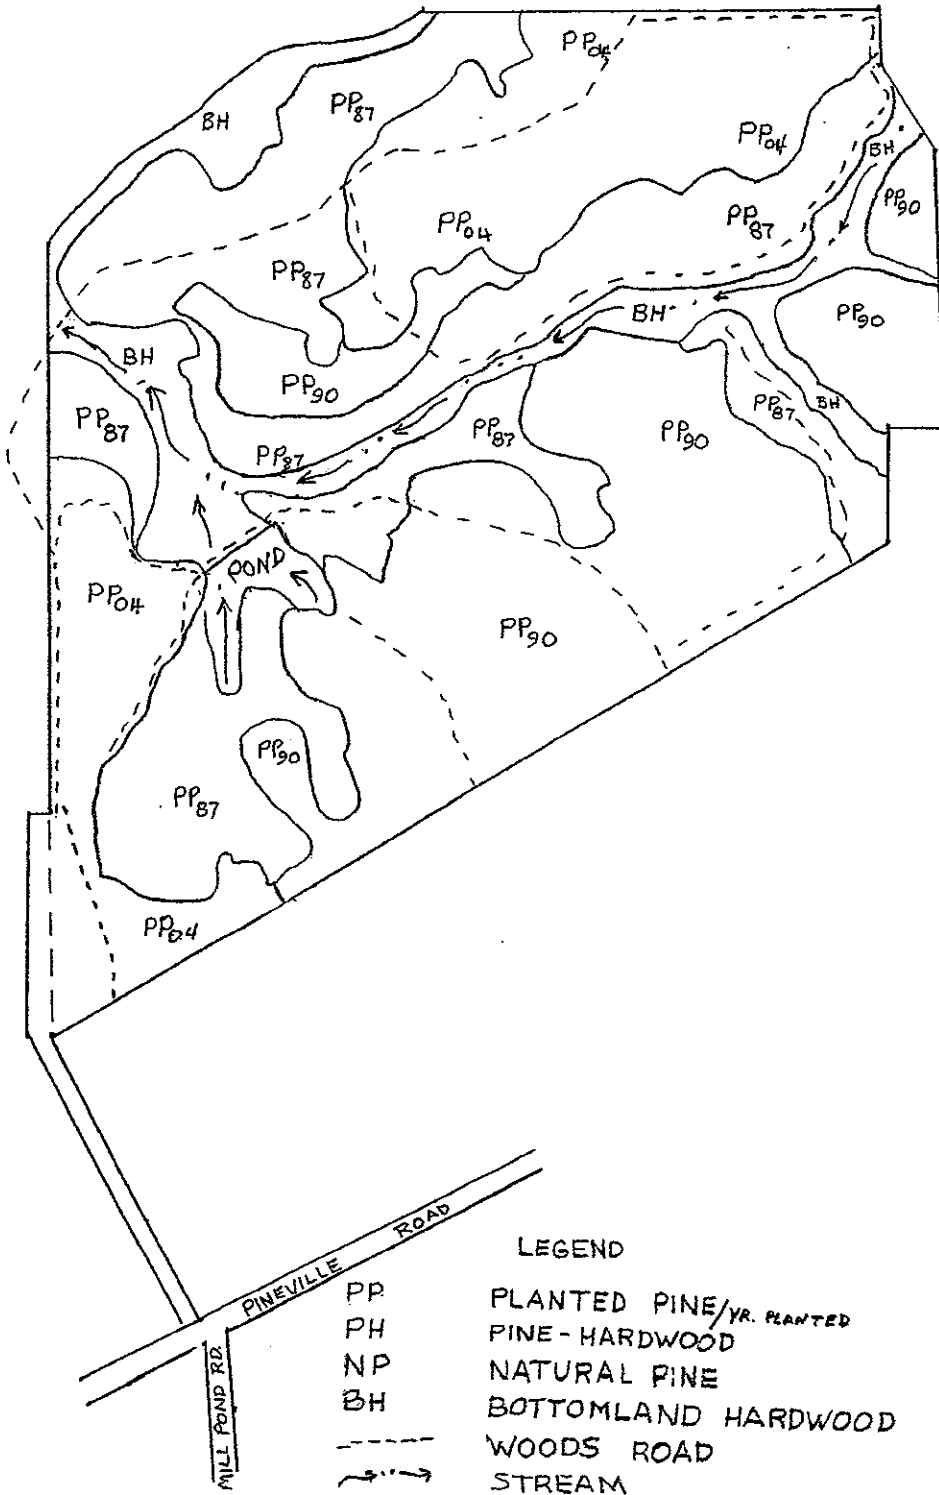 PP04
BH
PP87
PP04
BH
PP90
PP87
PP04
PP87
BH
PP90
BH
PP90
PP87
BH
PP87
PP87
PP90
PP87
POND
PP04
PP90
PP90
PP87
PP04
PINEVILLE ROAD
MILL POND RD.
LEGEND
PP PLANTED PINE/YR. PLANTED
PH PINE-HARDWOOD
NP NATURAL PINE
BH BOTTOMLAND HARDWOOD
WOODS ROAD
STREAM